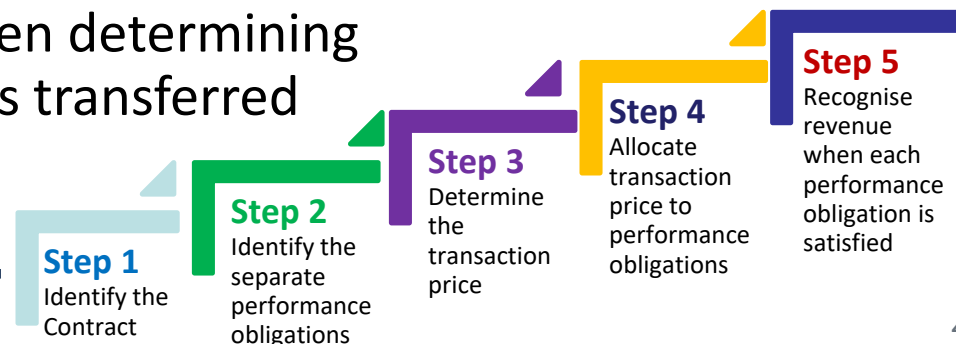 en determining
s transferred
Step 1
Identify the
Contract
Step 2
Identify the
separate
performance
obligations
Step 3
Determine
the
transaction
price
Step 4
Allocate
transaction
price to
performance
obligations
Step 5
Recognise
revenue
when each
performance
obligation is
satisfied